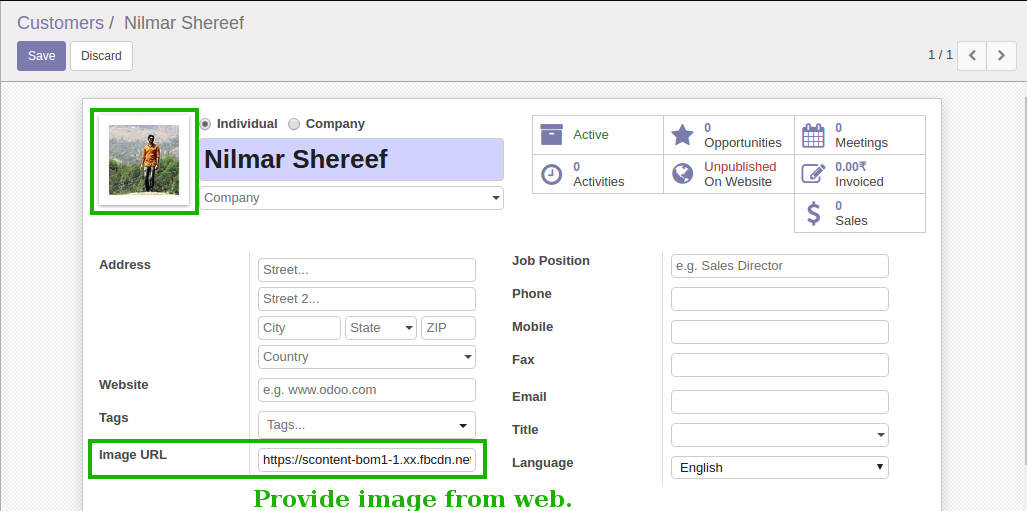 Customers / Nilmar Shereef
Save Discard
1 / 1
Individual Company
Nilmar Shereef
Company
Active
0
Opportunities
0
Meetings
0
Activities
Unpublished
On Website
0.00₹
Invoiced
0
Sales
Address
Street...
Street 2...
City State ZIP
Country
Website e.g. www.odoo.com
Tags Tags...
Image URL https://scontent-bom1-1.xx.fbcdn.net
Job Position e.g. Sales Director
Phone
Mobile
Fax
Email
Title
Language English
Provide image from web.